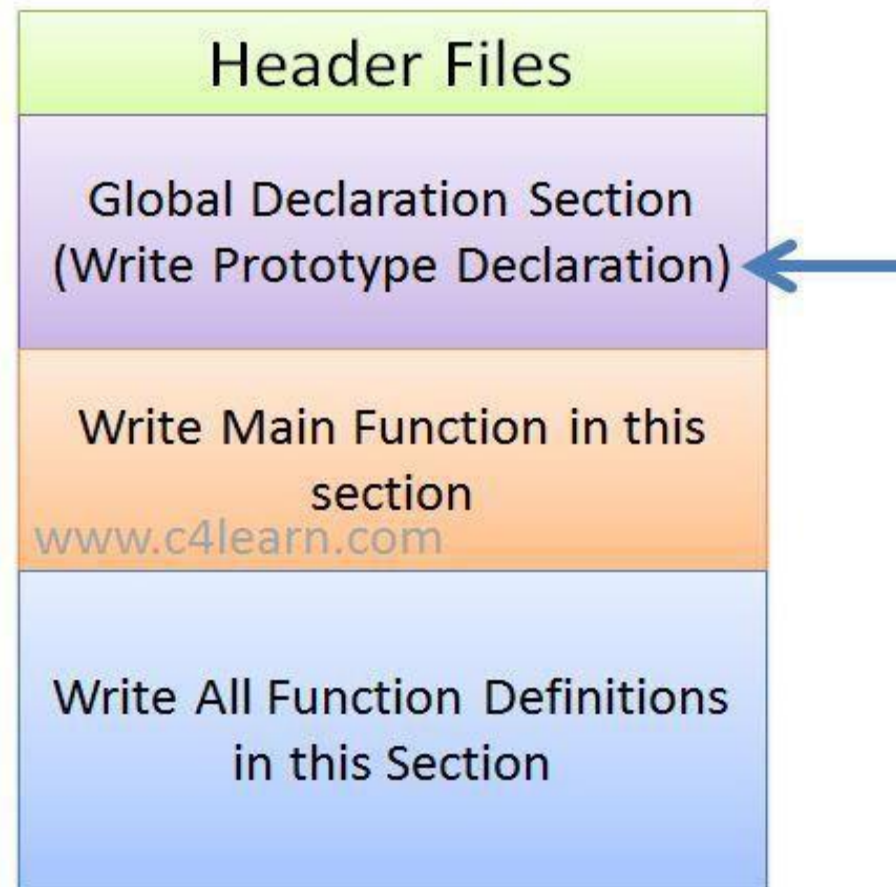 Header Files
Global Declaration Section
(Write Prototype Declaration)
Write Main Function in this
section
www.c4learn.com
Write All Function Definitions
in this Section